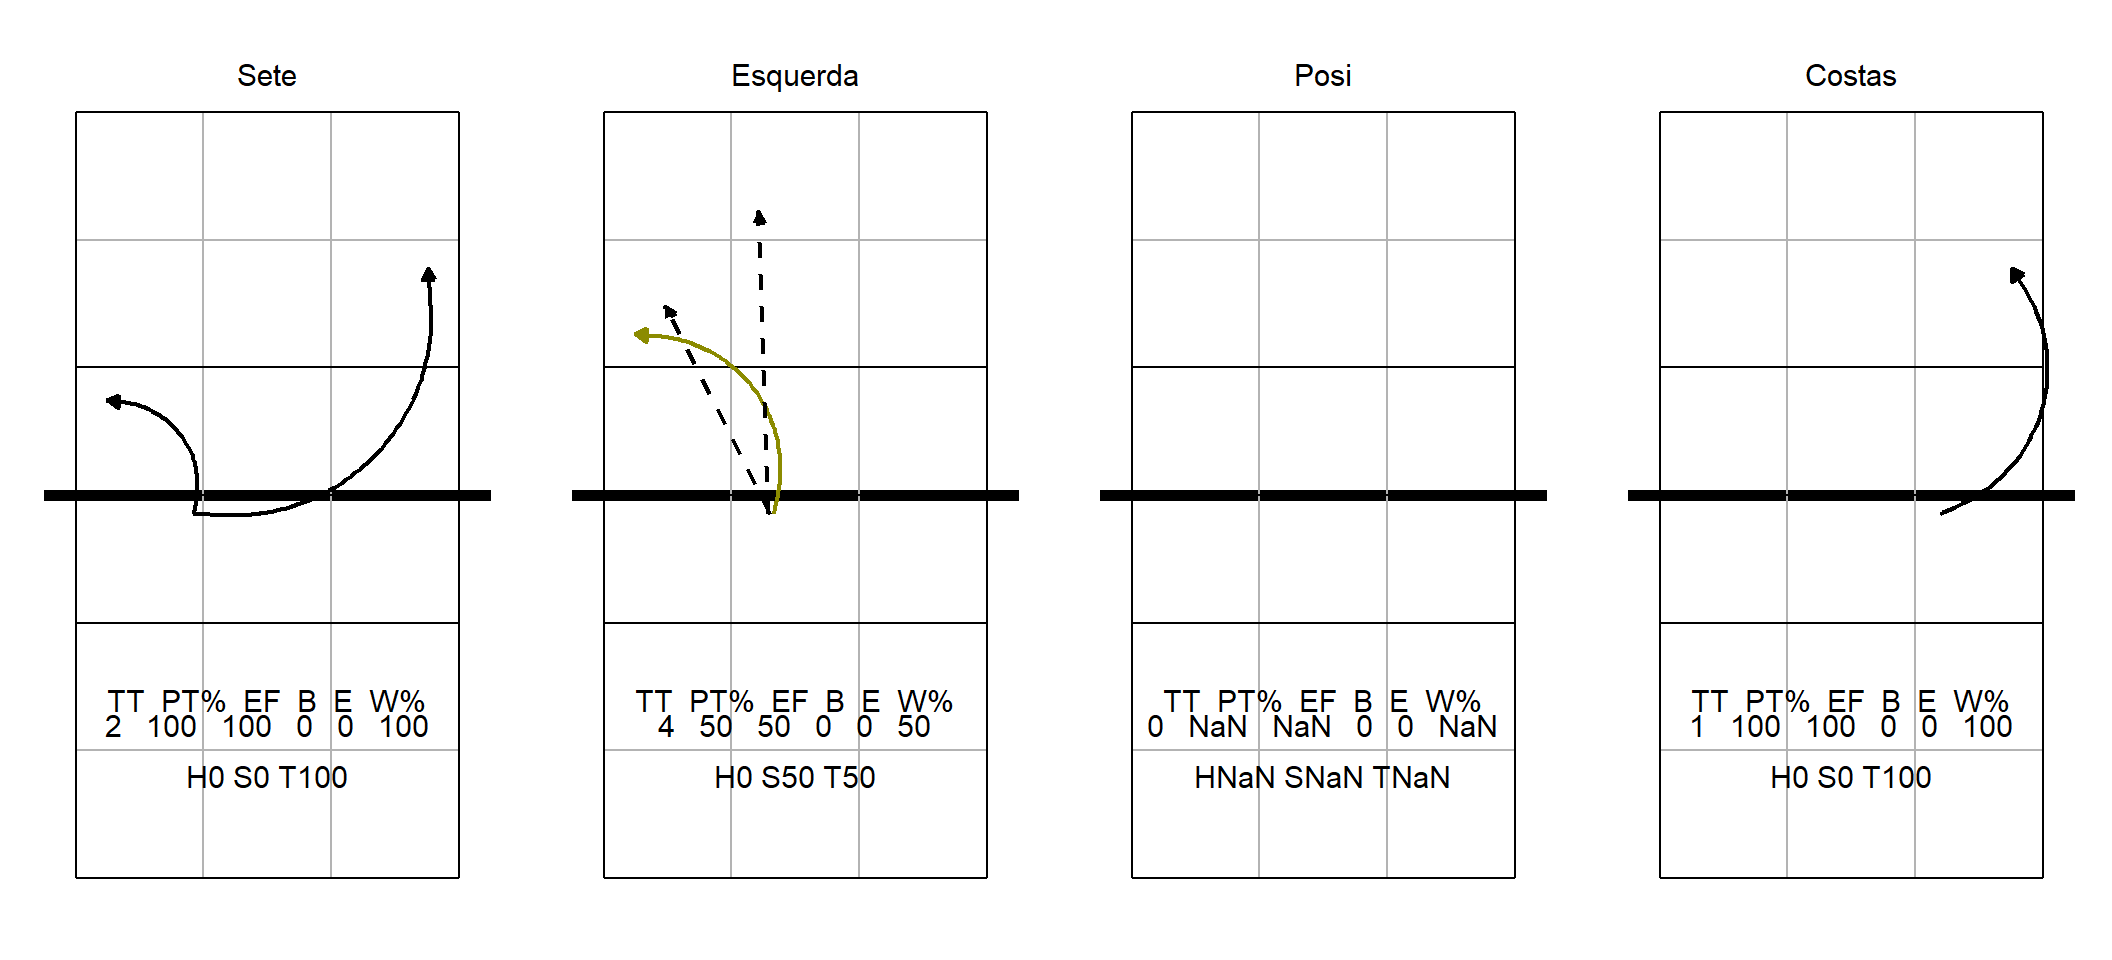 Sete
TT PT% EF B E W%
2 100 100 0 0 100
H0 S0 T100
Esquerda
TT PT% EF B E W%
4 50 50 0 0 50
H0 S50 T50
Posi
TT PT% EF B E W%
0 NaN NaN 0 0 NaN
HNaN SNaN TNaN
Costas
TT PT% EF B E W%
1 100 100 0 0 100
H0 S0 T100